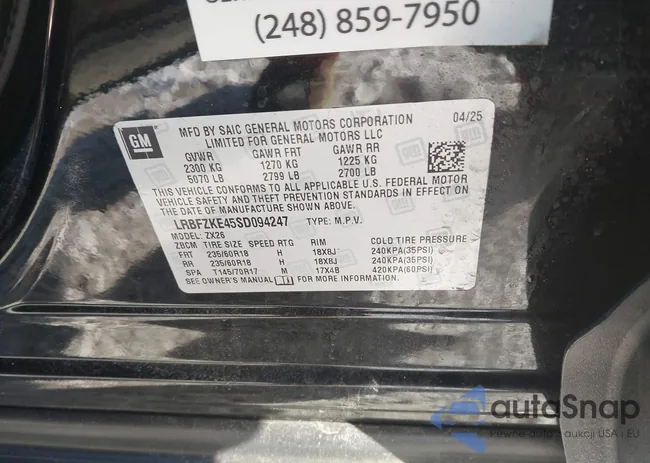 (248) 859-7950
GM
MFD BY SAIC GENERAL MOTORS CORPORATION 04/25
LIMITED FOR GENERAL MOTORS LLC
GVWR GAWR FRT GAWR RR
2300 KG 1270 KG 1225 KG
5070 LB 2799 LB 2700 LB
THIS VEHICLE CONFORMS TO ALL APPLICABLE U.S. FEDERAL MOTOR
VEHICLE SAFETY AND THEFT PREVENTION STANDARDS IN EFFECT ON
THE DATE OF MANUFACTURE SHOWN ABOVE.
LRBFZKE45SD094247 TYPE: M.P.V.
MODEL: ZX26
ZBCM TIRE SIZE SPEED RTG RIM COLD TIRE PRESSURE
FRT 235/60R18 H 18X8J 240KPA(35PSI)
RR 235/60R18 H 18X8J 240KPA(35PSI)
SPA T145/70R17 M 17X4B 420KPA(60PSI)
SEE OWNER'S MANUAL FOR MORE INFORMATION.
autoSnap
Pewne auto z aukcji USA i EU